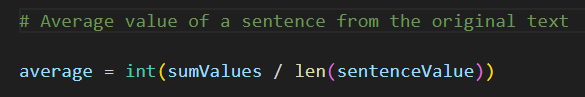 # Average value of a sentence from the original text
average = int(sumValues / len(sentenceValue))